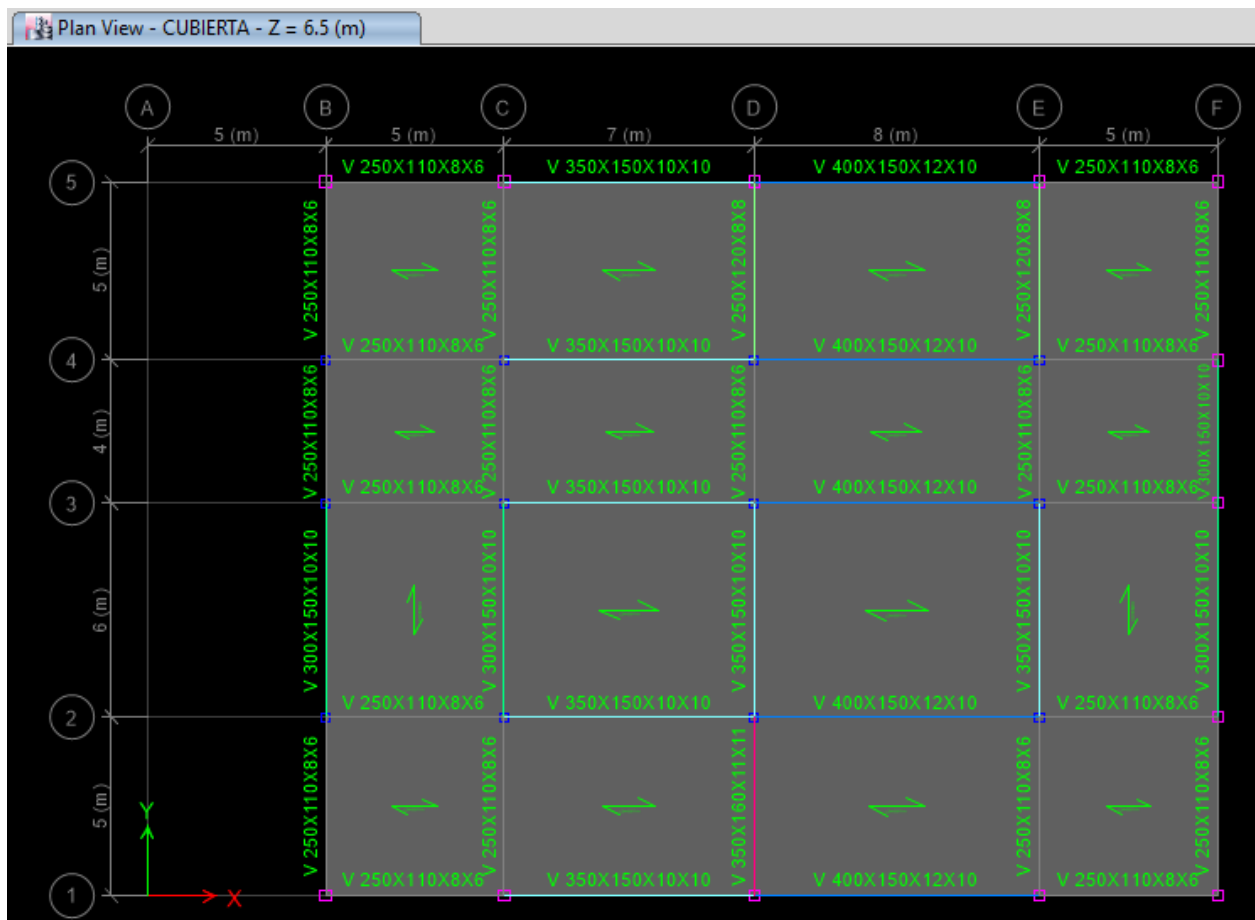 Plan View - CUBIERTA - Z = 6.5 (m)
A B C D E F
5 (m) 5 (m) 7 (m) 8 (m) 5 (m)
V 250X110X8X6 V 350X150X10X10 V 400X150X12X10 V 250X110X8X6
5
5 (m) V 250X110X8X6 V 250X110X8X6 V 250X120X8X8 V 250X120X8X8 V 250X110X8X6
V 250X110X8X6 V 350X150X10X10 V 400X150X12X10 V 250X110X8X6
4
4 (m) V 250X110X8X6 V 250X110X8X6 V 250X110X8X6 V 250X110X8X6 V 300X150X10X10
V 250X110X8X6 V 350X150X10X10 V 400X150X12X10 V 250X110X8X6
3
6 (m) V 300X150X10X10 V 300X150X10X10 V 350X150X10X10 V 350X150X10X10 V 300X150X10X10
V 250X110X8X6 V 350X150X10X10 V 400X150X12X10 V 250X110X8X6
2
5 (m) V 250X110X8X6 V 250X110X8X6 V 350X160X11X11 V 250X110X8X6 V 250X110X8X6
Y
V 250X110X8X6 V 350X150X10X10 V 400X150X12X10 V 250X110X8X6
1
X